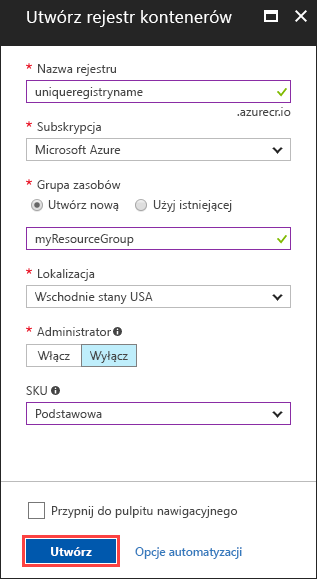 Utwórz rejestr kontenerów
* Nazwa rejestru
uniqueregistryname
.azurecr.io
* Subskrypcja
Microsoft Azure
* Grupa zasobów
Utwórz nową Użyj istniejącej
myResourceGroup
* Lokalizacja
Wschodnie stany USA
* Administrator
Włącz Wyłącz
SKU
Podstawowa
Przypnij do pulpitu nawigacyjnego
Utwórz Opcje automatyzacji